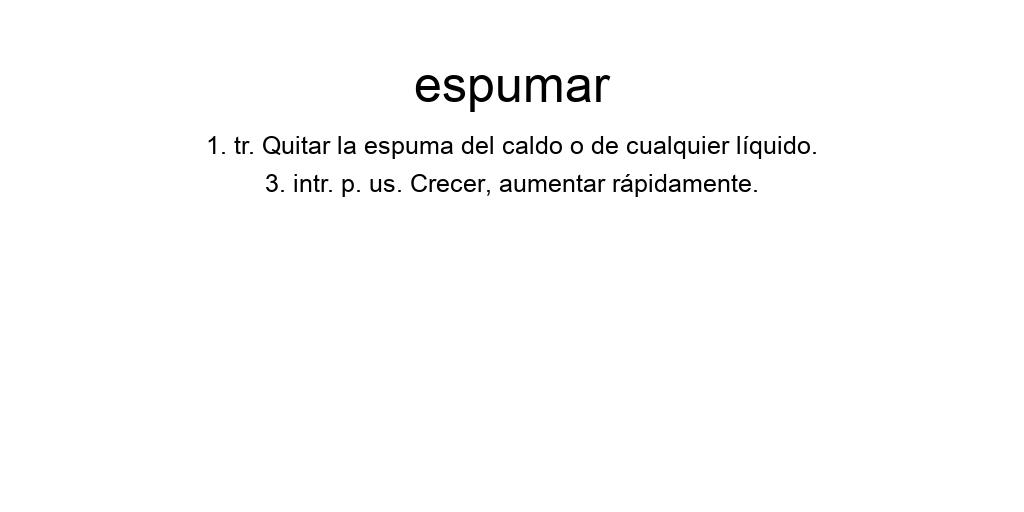 espumar
1. tr. Quitar la espuma del caldo o de cualquier líquido.
3. intr. p. us. Crecer, aumentar rápidamente.